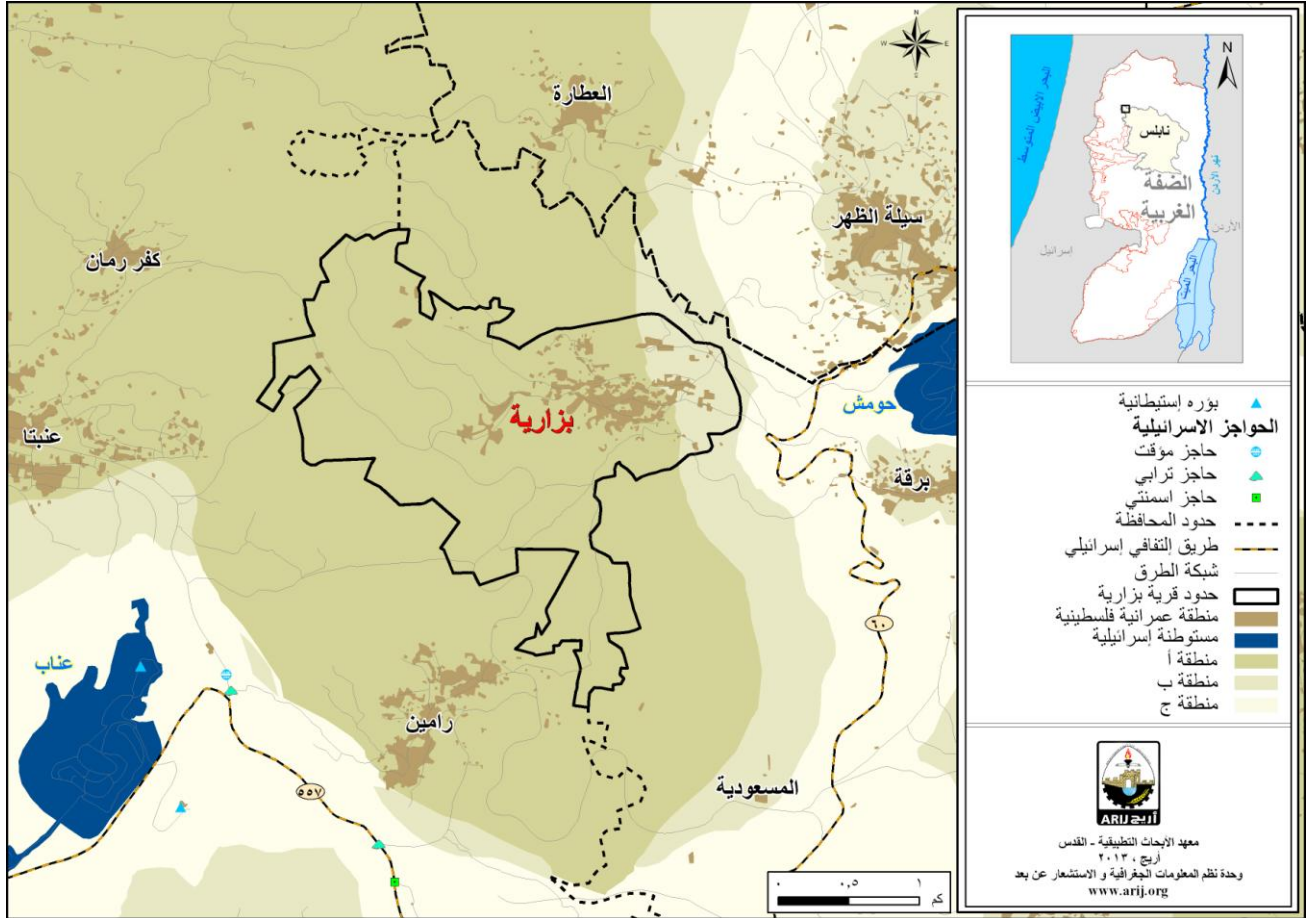 العطارة
سيلة الظهر
كفر رمان
بزارية
حومش
برقة
عنبتا
عناب
رامين
المسعودية
٦٠
٥٥٧
٠ ٠,٥ ١
كم
N
W E
S
N
البحر الابيض المتوسط
نابلس
الضفة
الغربية
نهر الأردن
الأردن
إسرائيل
البحر الميت
بؤره إستيطانية
الحواجز الاسرائيلية
حاجز مؤقت
حاجز ترابي
حاجز اسمنتي
حدود المحافظة
طريق إلتفافي إسرائيلي
شبكة الطرق
حدود قرية بزارية
منطقة عمرانية فلسطينية
مستوطنة إسرائيلية
منطقة أ
منطقة ب
منطقة ج
ARIJ أريج
معهد الأبحاث التطبيقية - القدس
أريج ، ٢٠١٣
وحدة نظم المعلومات الجغرافية و الاستشعار عن بعد
www.arij.org